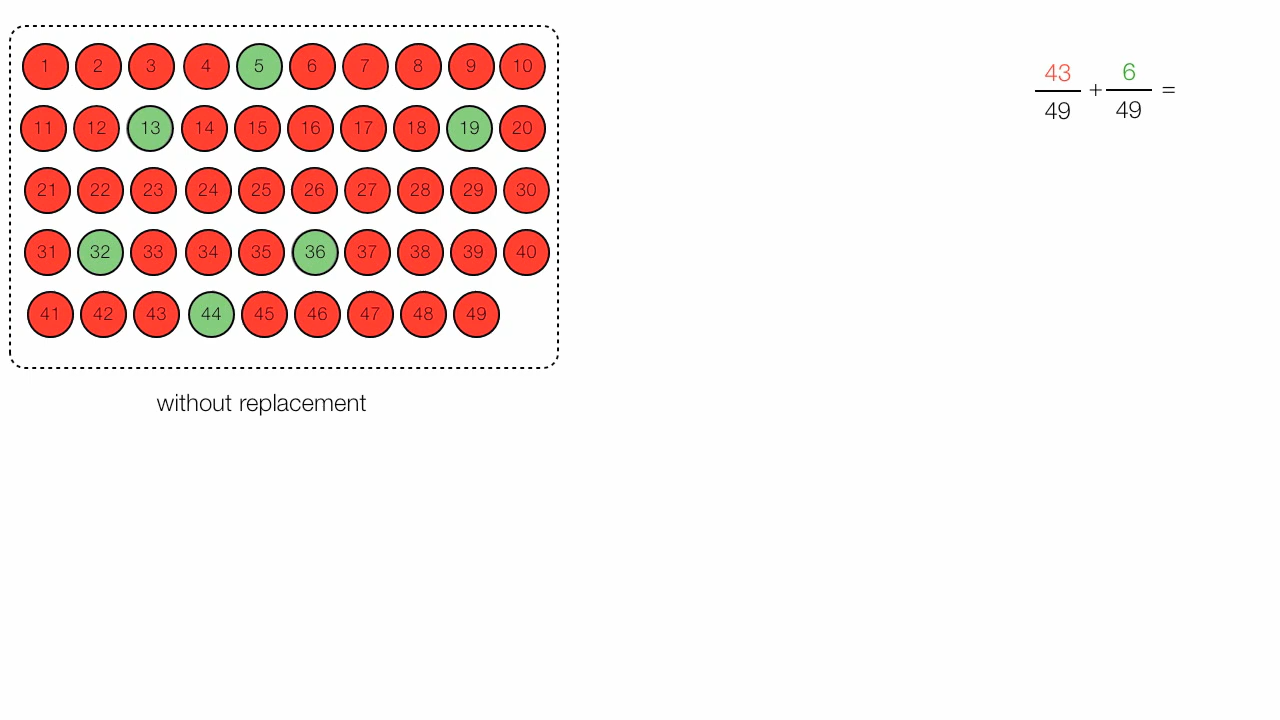 1 2 3 4 5 6 7 8 9 10
11 12 13 14 15 16 17 18 19 20
21 22 23 24 25 26 27 28 29 30
31 32 33 34 35 36 37 38 39 40
41 42 43 44 45 46 47 48 49
without replacement
43 6
+ =
49 49